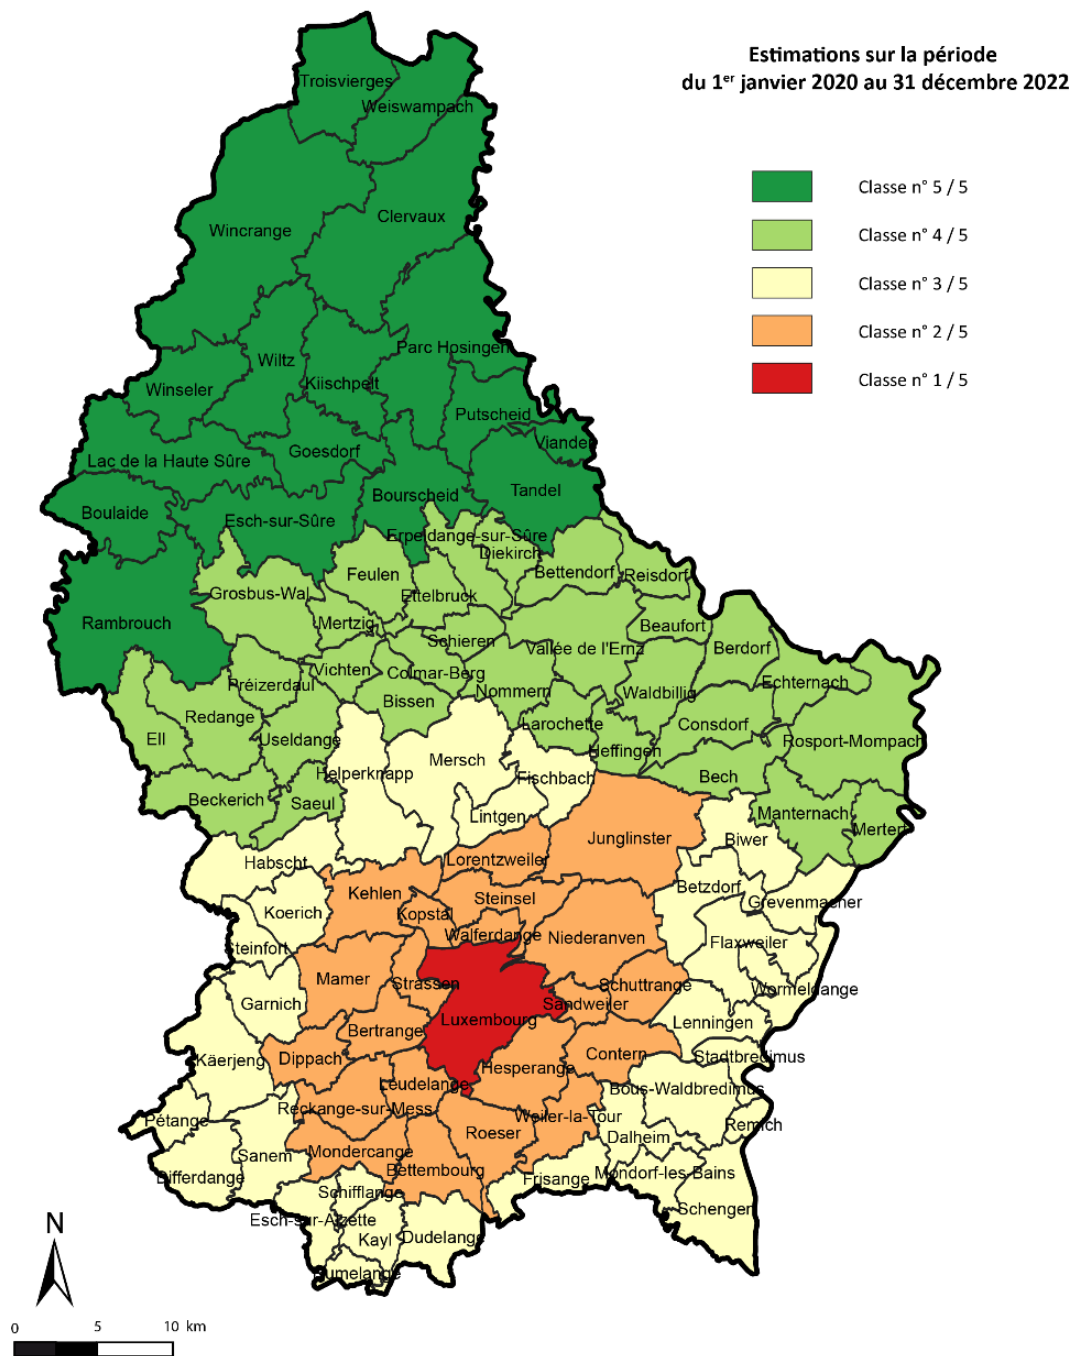 Estimations sur la période
du 1er janvier 2020 au 31 décembre 2022
Classe n° 5 / 5
Classe n° 4 / 5
Classe n° 3 / 5
Classe n° 2 / 5
Classe n° 1 / 5
Troisvierges
Weiswampach
Clervaux
Wincrange
Parc Hosingen
Wiltz
Kiischpelt
Winseler
Putscheid
Vianden
Goesdorf
Lac de la Haute Sûre
Tandel
Bourscheid
Boulaide
Esch-sur-Sûre
Erpeldange-sur-Sûre
Diekirch
Bettendorf
Reisdorf
Feulen
Grosbus-Wal
Ettelbruck
Rambrouch
Mertzig
Beaufort
Schieren
Vallée de l'Ernz
Berdorf
Vichten
Colmar-Berg
Préizerdaul
Echternach
Nommern
Waldbillig
Bissen
Redange
Larochette
Consdorf
Ell
Useldange
Rosport-Mompach
Heffingen
Mersch
Helperknapp
Fischbach
Bech
Beckerich
Saeul
Lintgen
Manternach
Mertert
Junglinster
Biwer
Habscht
Lorentzweiler
Kehlen
Betzdorf
Steinsel
Grevenmacher
Koerich
Kopstal
Walferdange
Niederanven
Flaxweiler
Steinfort
Mamer
Strassen
Schuttrange
Wormeldange
Garnich
Sandweiler
Luxembourg
Lenningen
Bertrange
Contern
Stadtbredimus
Käerjeng
Dippach
Hesperange
Leudelange
Bous-Waldbredimus
Reckange-sur-Mess
Weiler-la-Tour
Pétange
Remich
Roeser
Dalheim
Sanem
Mondercange
Bettembourg
Mondorf-les-Bains
Differdange
Frisange
Schifflange
Schengen
Esch-sur-Alzette
Kayl
Dudelange
Rumelange
N
0 5 10 km